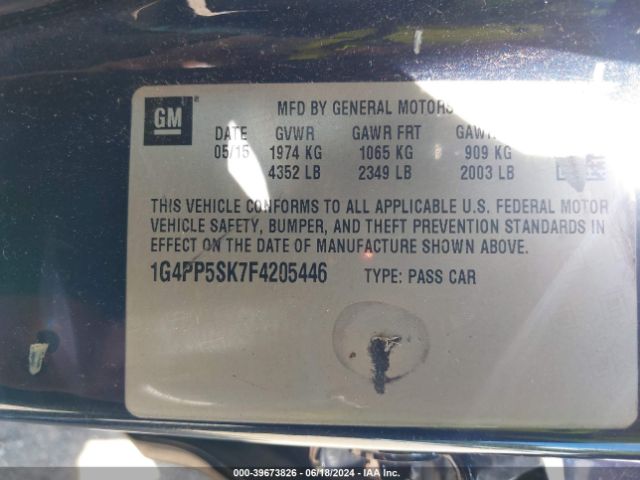 GM
®
MFD BY GENERAL MOTORS
DATE GVWR GAWR FRT GAW
05/15 1974 KG 1065 KG 909 KG
4352 LB 2349 LB 2003 LB
THIS VEHICLE CONFORMS TO ALL APPLICABLE U.S. FEDERAL MOTOR
VEHICLE SAFETY, BUMPER, AND THEFT PREVENTION STANDARDS IN
EFFECT ON THE DATE OF MANUFACTURE SHOWN ABOVE.
1G4PP5SK7F4205446 TYPE: PASS CAR
000-39673826 / 06/18/2024 / IAA Inc.